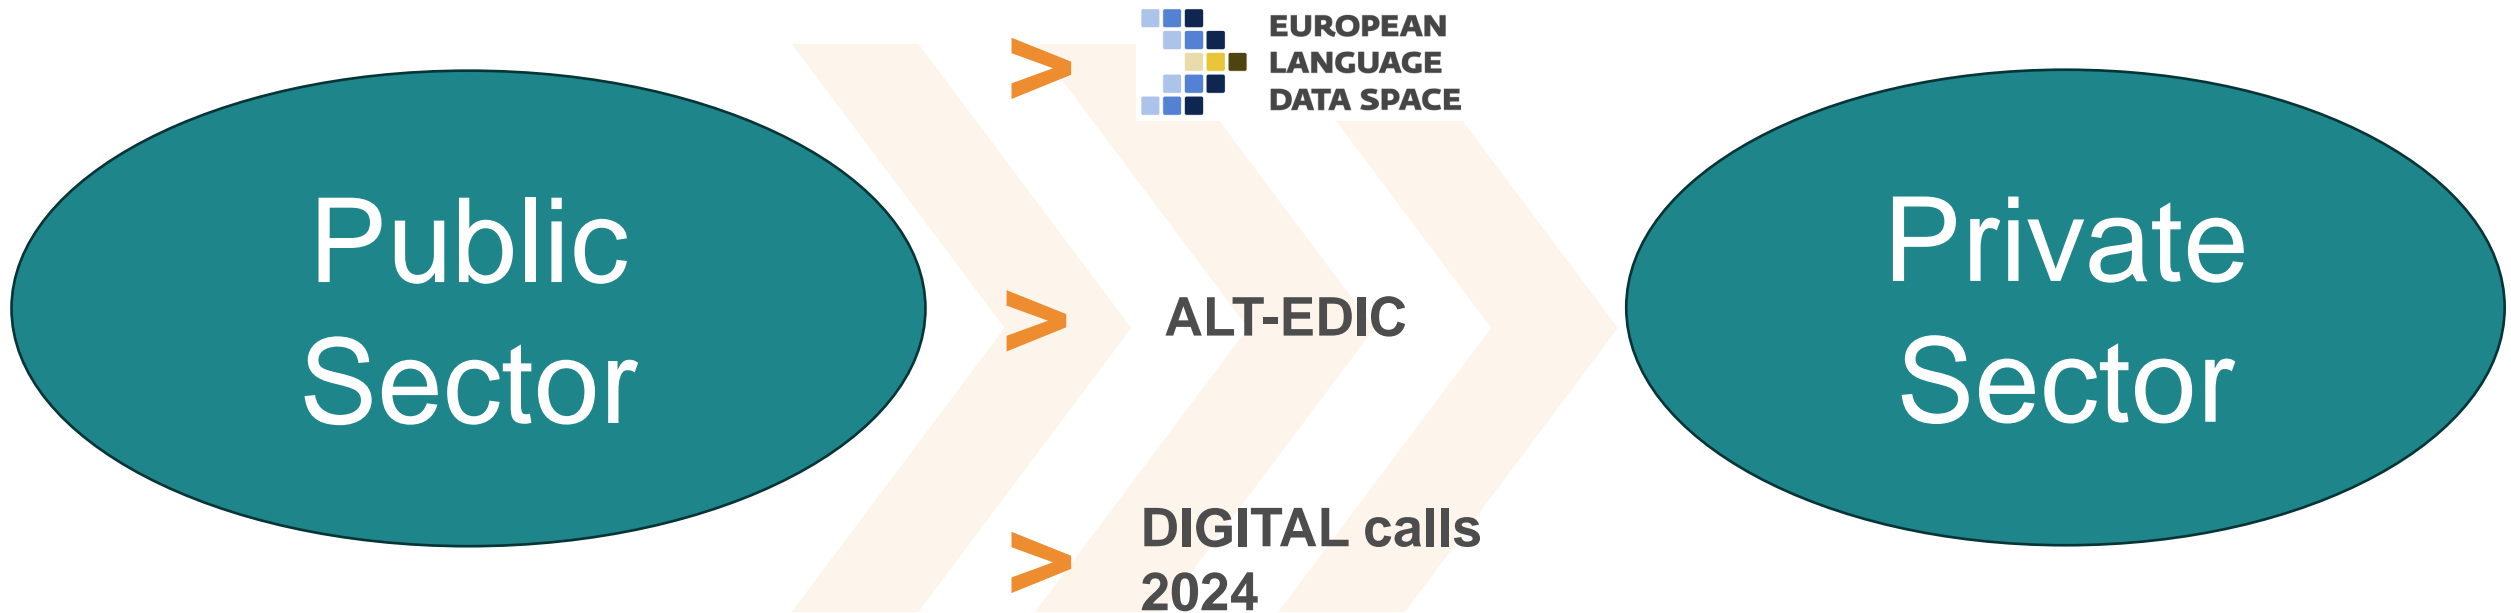 Public
Sector
>
EUROPEAN
LANGUAGE
DATA SPACE
>
ALT-EDIC
>
DIGITAL calls
2024
Private
Sector